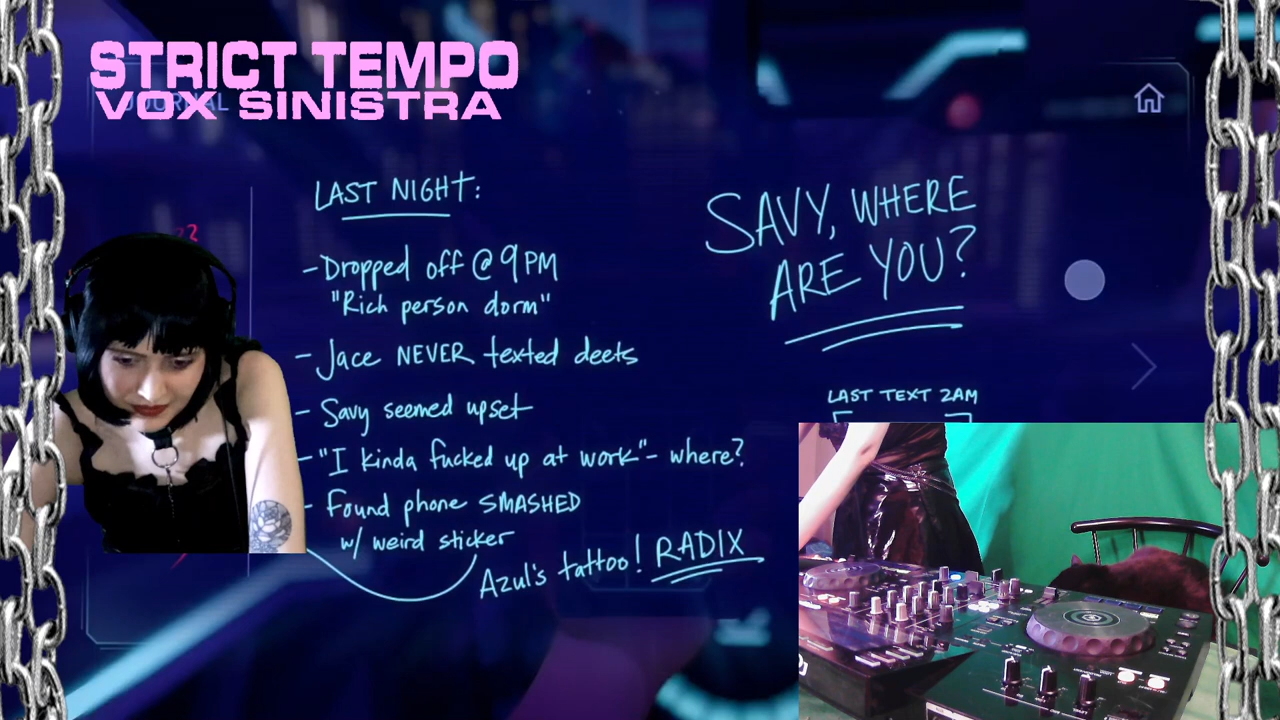 STRICT TEMPO
VOX SINISTRA
JOURNAL
LAST NIGHT:
- Dropped off @ 9PM
"Rich person dorm"
- Jace NEVER texted deets
- Savy seemed upset
- "I kinda fucked up at work" - where?
- Found phone SMASHED
w/ weird sticker
Azul's tattoo! RADIX
SAVY, WHERE
ARE YOU?
LAST TEXT 2AM